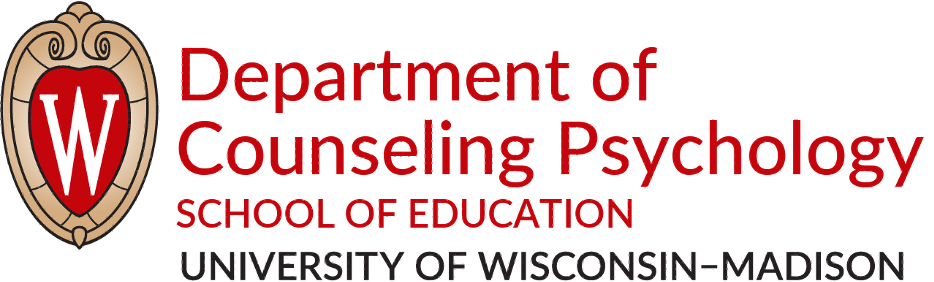 W
Department of
Counseling Psychology
SCHOOL OF EDUCATION
UNIVERSITY OF WISCONSIN–MADISON